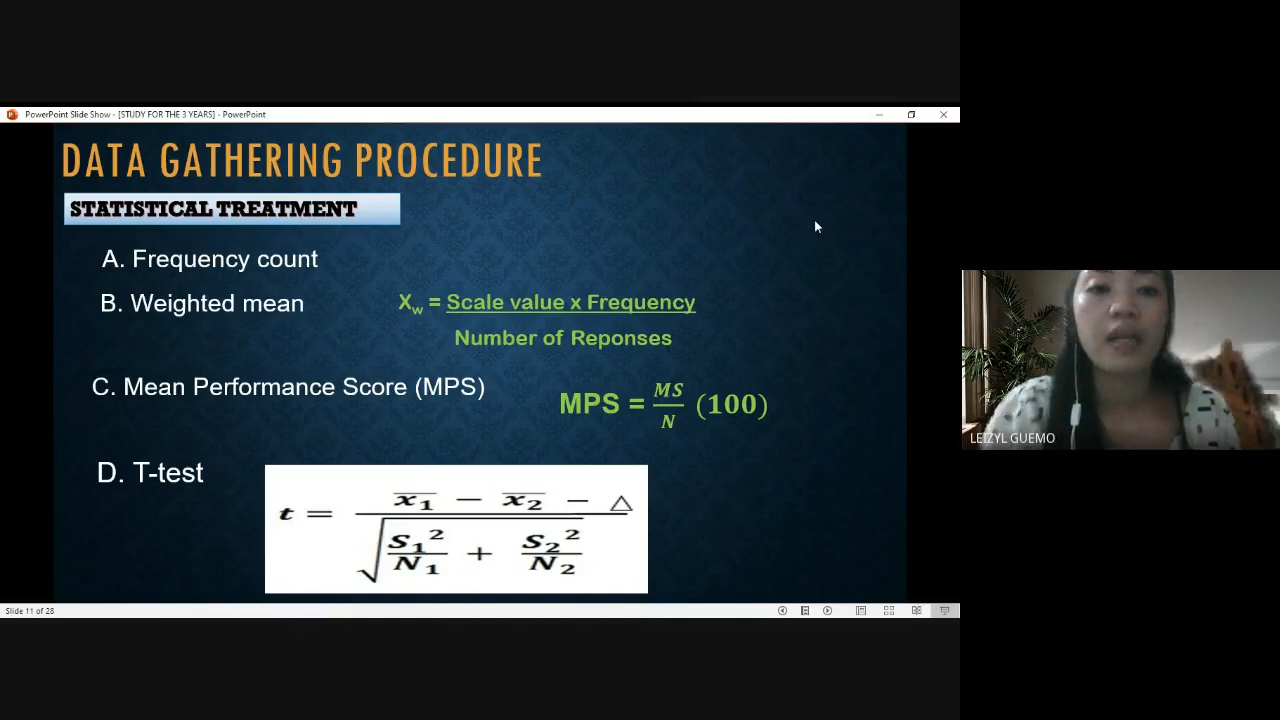 PowerPoint Slide Show - [STUDY FOR THE 3 YEARS] - PowerPoint
DATA GATHERING PROCEDURE
STATISTICAL TREATMENT
A. Frequency count
B. Weighted mean
Xw = Scale value x Frequency
Number of Reponses
C. Mean Performance Score (MPS)
MPS = MS/N (100)
D. T-test
t = x̄₁ − x̄₂ − △
√ S₁²/N₁ + S₂²/N₂
LEIZYL GUEMO
Slide 11 of 28